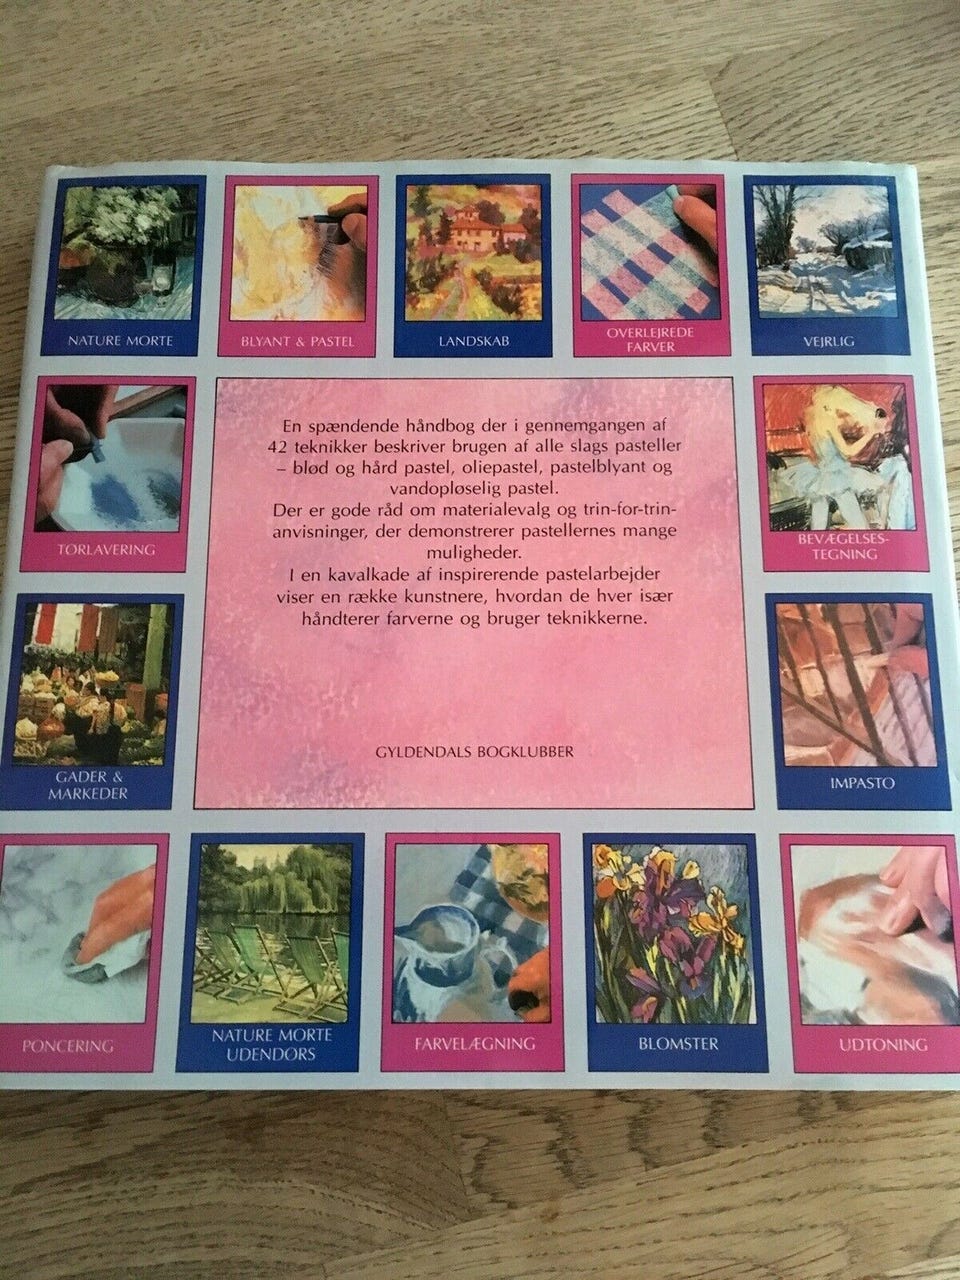 NATURE MORTE
BLYANT & PASTEL
LANDSKAB
OVERLEJREDE
FARVER
VEJRLIG
TØRLAVERING
En spændende håndbog der i gennemgangen af
42 teknikker beskriver brugen af alle slags pasteller
– blød og hård pastel, oliepastel, pastelblyant og
vandopløselig pastel.
Der er gode råd om materialevalg og trin-for-trin-
anvisninger, der demonstrerer pastellernes mange
muligheder.
I en kavalkade af inspirerende pastelarbejder
viser en række kunstnere, hvordan de hver især
håndterer farverne og bruger teknikkerne.
GYLDENDALS BOGKLUBBER
BEVÆGELSES-
TEGNING
GADER &
MARKEDER
IMPASTO
PONCERING
NATURE MORTE
UDENDØRS
FARVELÆGNING
BLOMSTER
UDTONING